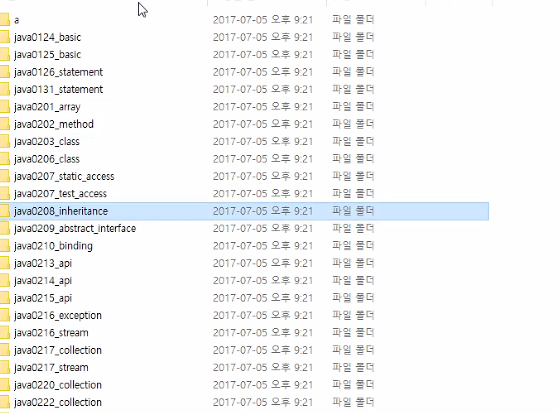 a 2017-07-05 오후 9:21 파일 폴더
java0124_basic 2017-07-05 오후 9:21 파일 폴더
java0125_basic 2017-07-05 오후 9:21 파일 폴더
java0126_statement 2017-07-05 오후 9:21 파일 폴더
java0131_statement 2017-07-05 오후 9:21 파일 폴더
java0201_array 2017-07-05 오후 9:21 파일 폴더
java0202_method 2017-07-05 오후 9:21 파일 폴더
java0203_class 2017-07-05 오후 9:21 파일 폴더
java0206_class 2017-07-05 오후 9:21 파일 폴더
java0207_static_access 2017-07-05 오후 9:21 파일 폴더
java0207_test_access 2017-07-05 오후 9:21 파일 폴더
java0208_inheritance 2017-07-05 오후 9:21 파일 폴더
java0209_abstract_interface 2017-07-05 오후 9:21 파일 폴더
java0210_binding 2017-07-05 오후 9:21 파일 폴더
java0213_api 2017-07-05 오후 9:21 파일 폴더
java0214_api 2017-07-05 오후 9:21 파일 폴더
java0215_api 2017-07-05 오후 9:21 파일 폴더
java0216_exception 2017-07-05 오후 9:21 파일 폴더
java0216_stream 2017-07-05 오후 9:21 파일 폴더
java0217_collection 2017-07-05 오후 9:21 파일 폴더
java0217_stream 2017-07-05 오후 9:21 파일 폴더
java0220_collection 2017-07-05 오후 9:21 파일 폴더
java0222_collection 2017-07-05 오후 9:21 파일 폴더